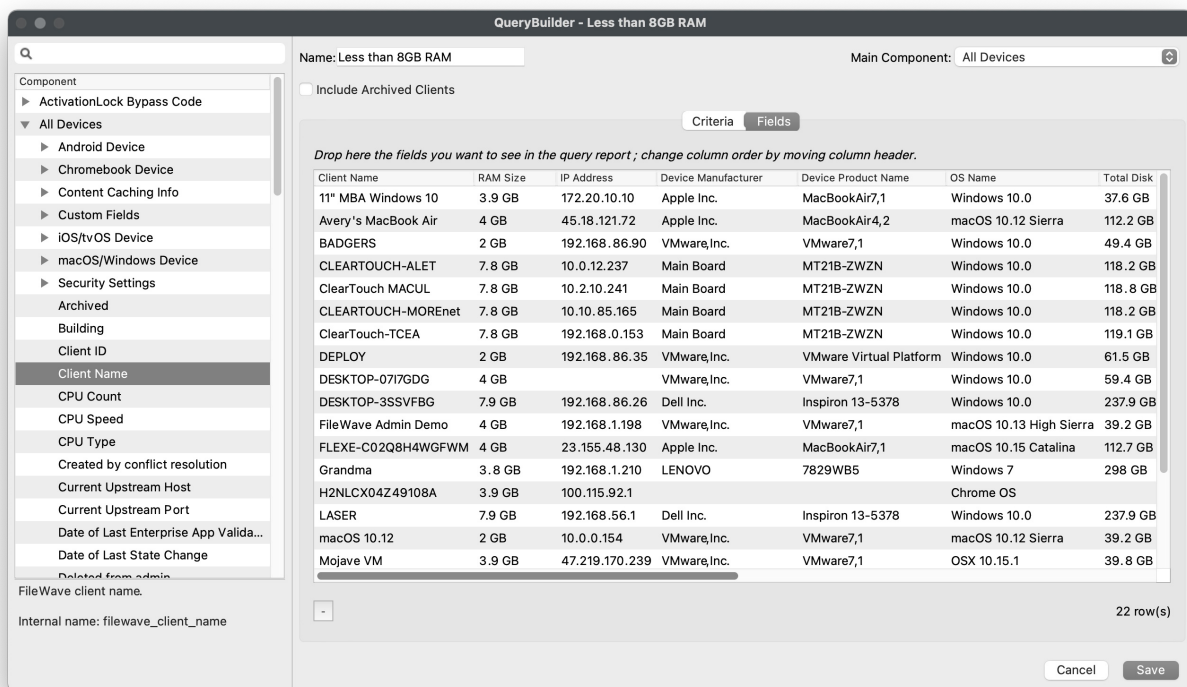 QueryBuilder - Less than 8GB RAM
Component
ActivationLock Bypass Code
All Devices
Android Device
Chromebook Device
Content Caching Info
Custom Fields
iOS/tvOS Device
macOS/Windows Device
Security Settings
Archived
Building
Client ID
Client Name
CPU Count
CPU Speed
CPU Type
Created by conflict resolution
Current Upstream Host
Current Upstream Port
Date of Last Enterprise App Valida...
Date of Last State Change
Deleted from admin
FileWave client name.
Internal name: filewave_client_name
Name: Less than 8GB RAM Main Component: All Devices
Include Archived Clients
Criteria Fields
Drop here the fields you want to see in the query report ; change column order by moving column header.
Client Name RAM Size IP Address Device Manufacturer Device Product Name OS Name Total Disk
11" MBA Windows 10 3.9 GB 172.20.10.10 Apple Inc. MacBookAir7,1 Windows 10.0 37.6 GB
Avery's MacBook Air 4 GB 45.18.121.72 Apple Inc. MacBookAir4,2 macOS 10.12 Sierra 112.2 GB
BADGERS 2 GB 192.168.86.90 VMware,Inc. VMware7,1 Windows 10.0 49.4 GB
CLEARTOUCH-ALET 7.8 GB 10.0.12.237 Main Board MT21B-ZWZN Windows 10.0 118.2 GB
ClearTouch MACUL 7.8 GB 10.2.10.241 Main Board MT21B-ZWZN Windows 10.0 118.8 GB
CLEARTOUCH-MOREnet 7.8 GB 10.10.85.165 Main Board MT21B-ZWZN Windows 10.0 118.2 GB
ClearTouch-TCEA 7.8 GB 192.168.0.153 Main Board MT21B-ZWZN Windows 10.0 119.1 GB
DEPLOY 2 GB 192.168.86.35 VMware,Inc. VMware Virtual Platform Windows 10.0 61.5 GB
DESKTOP-07I7GDG 4 GB VMware,Inc. VMware7,1 Windows 10.0 59.4 GB
DESKTOP-3SSVFBG 7.9 GB 192.168.86.26 Dell Inc. Inspiron 13-5378 Windows 10.0 237.9 GB
FileWave Admin Demo 4 GB 192.168.1.198 VMware,Inc. VMware7,1 macOS 10.13 High Sierra 39.2 GB
FLEXE-C02Q8H4WGFWM 4 GB 23.155.48.130 Apple Inc. MacBookAir7,1 macOS 10.15 Catalina 112.7 GB
Grandma 3.8 GB 192.168.1.210 LENOVO 7829WB5 Windows 7 298 GB
H2NLCX04Z49108A 3.9 GB 100.115.92.1 Chrome OS
LASER 7.9 GB 192.168.56.1 Dell Inc. Inspiron 13-5378 Windows 10.0 237.9 GB
macOS 10.12 2 GB 10.0.0.154 VMware,Inc. VMware7,1 macOS 10.12 Sierra 39.2 GB
Mojave VM 3.9 GB 47.219.170.239 VMware,Inc. VMware7,1 OSX 10.15.1 39.8 GB
- 22 row(s)
Cancel Save